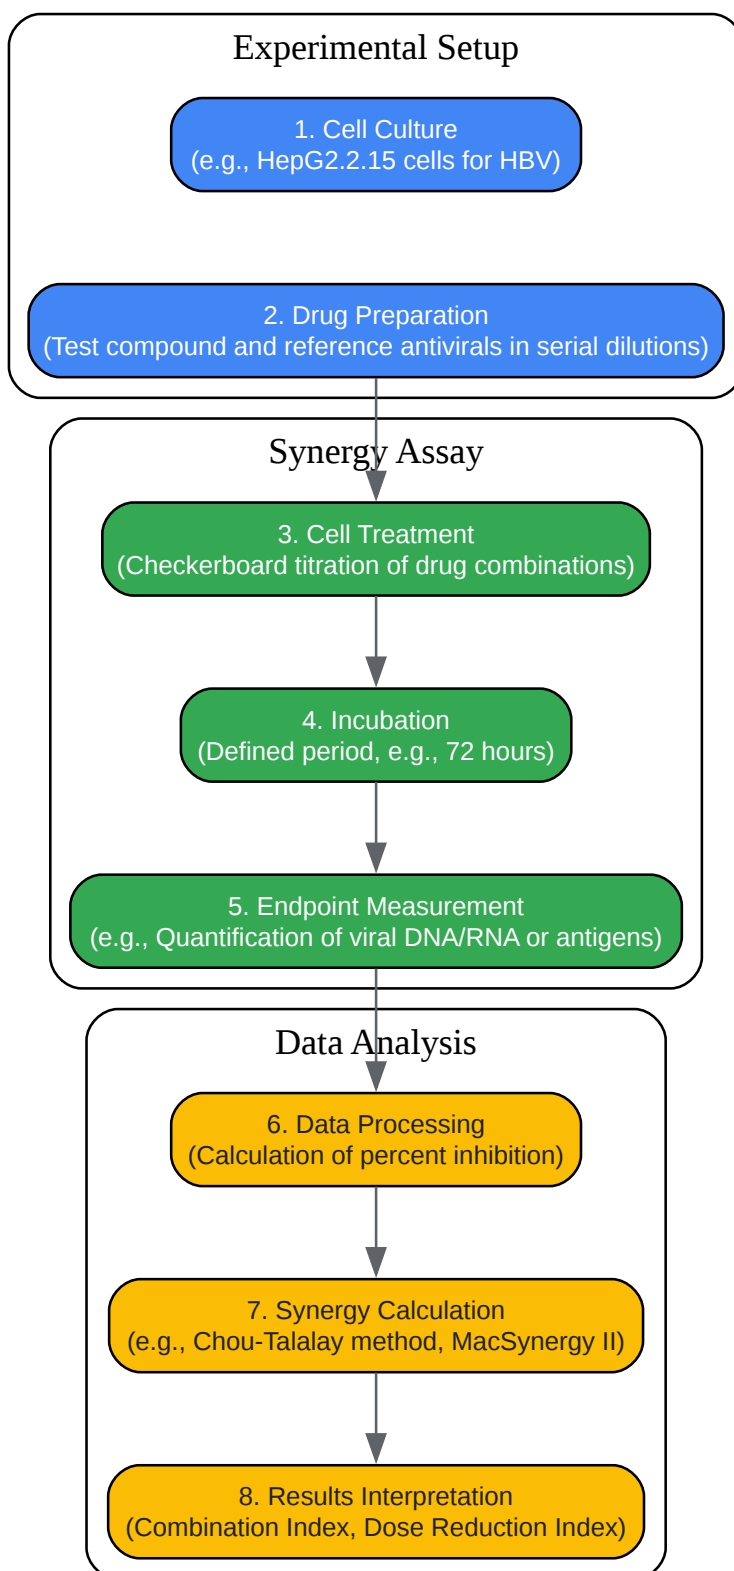 Experimental Setup
1. Cell Culture
(e.g., HepG2.2.15 cells for HBV)
2. Drug Preparation
(Test compound and reference antivirals in serial dilutions)
Synergy Assay
3. Cell Treatment
(Checkerboard titration of drug combinations)
4. Incubation
(Defined period, e.g., 72 hours)
5. Endpoint Measurement
(e.g., Quantification of viral DNA/RNA or antigens)
Data Analysis
6. Data Processing
(Calculation of percent inhibition)
7. Synergy Calculation
(e.g., Chou-Talalay method, MacSynergy II)
8. Results Interpretation
(Combination Index, Dose Reduction Index)